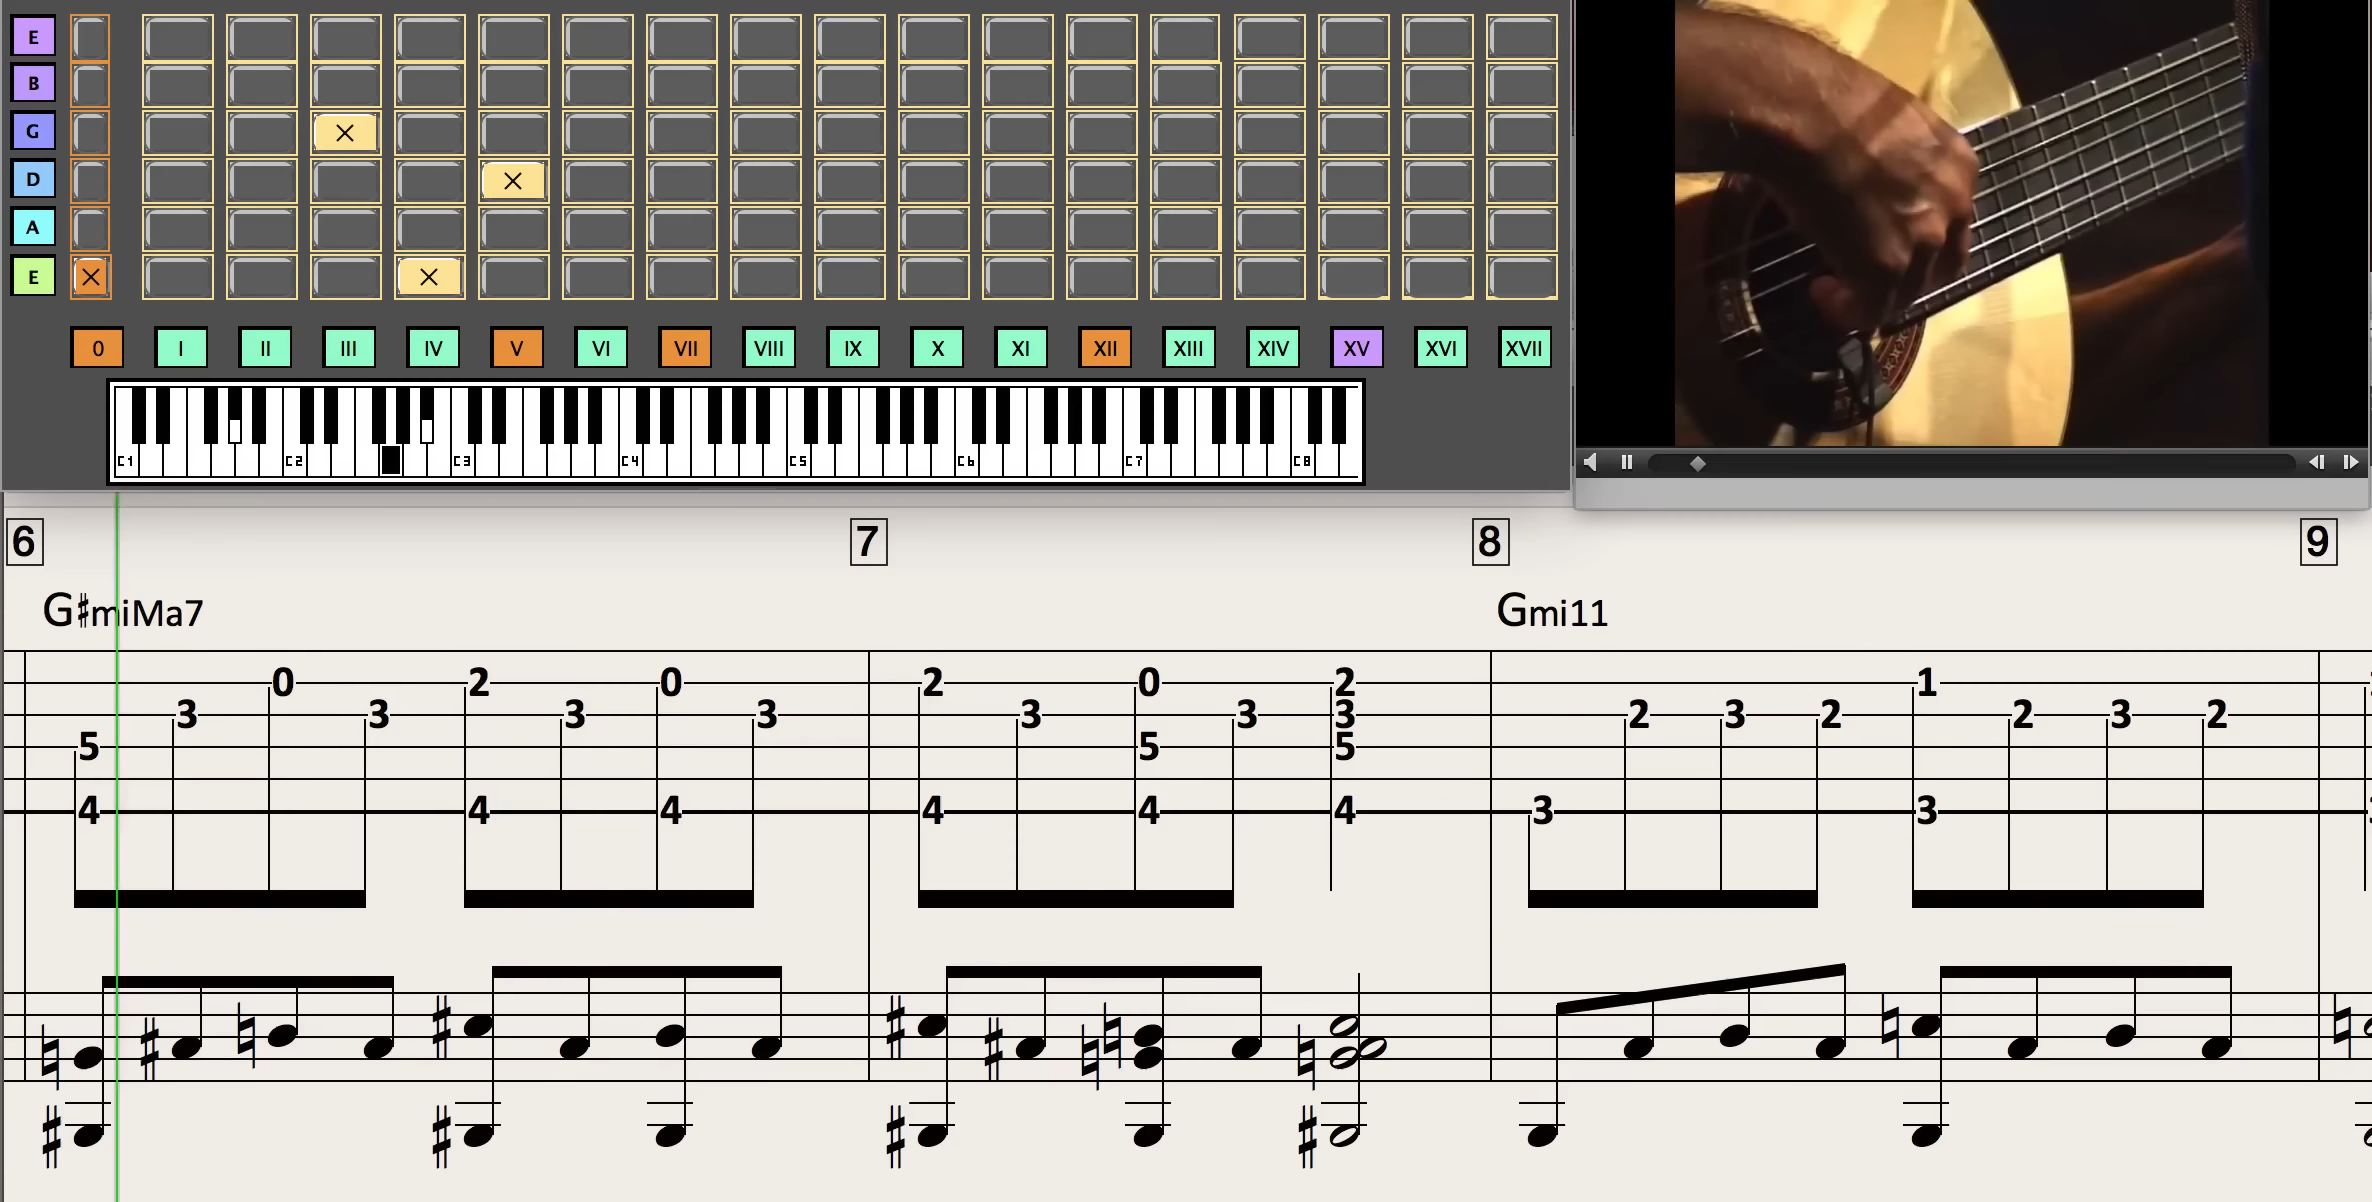 E
B
G
D
A
E
0 I II III IV V VI VII VIII IX X XI XII XIII XIV XV XVI XVII
C1 C2 C3 C4 C5 C6 C7 C8
6 7 8 9
G♯miMa7 Gmi11
0 2 0 2 0 2 1
3 3 3 3 3 3 3 2 3 2 2 3 2
5 5 5
4 4 4 4 4 4 3 3